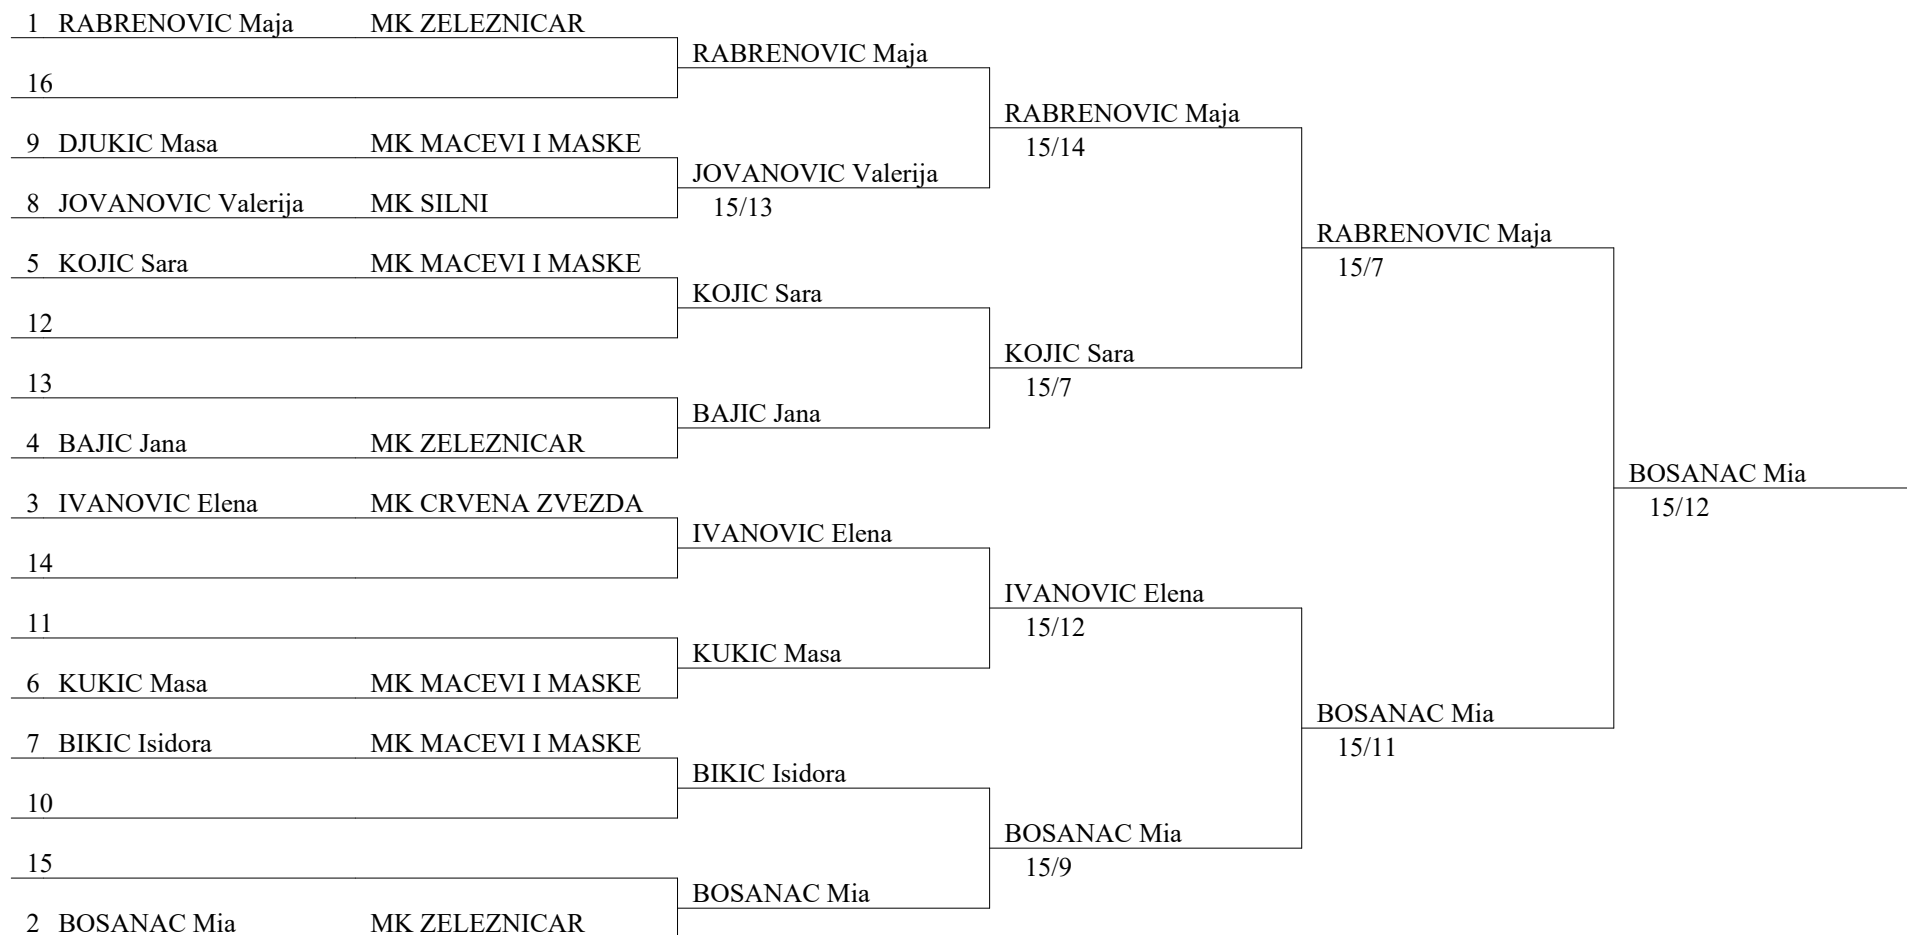 1 RABRENOVIC Maja MK ZELEZNICAR
RABRENOVIC Maja
16
RABRENOVIC Maja
15/14
9 DJUKIC Masa MK MACEVI I MASKE
JOVANOVIC Valerija
15/13
8 JOVANOVIC Valerija MK SILNI
RABRENOVIC Maja
15/7
5 KOJIC Sara MK MACEVI I MASKE
KOJIC Sara
12
KOJIC Sara
15/7
13
BAJIC Jana
4 BAJIC Jana MK ZELEZNICAR
BOSANAC Mia
15/12
3 IVANOVIC Elena MK CRVENA ZVEZDA
IVANOVIC Elena
14
IVANOVIC Elena
15/12
11
KUKIC Masa
6 KUKIC Masa MK MACEVI I MASKE
BOSANAC Mia
15/11
7 BIKIC Isidora MK MACEVI I MASKE
BIKIC Isidora
10
BOSANAC Mia
15/9
15
BOSANAC Mia
2 BOSANAC Mia MK ZELEZNICAR